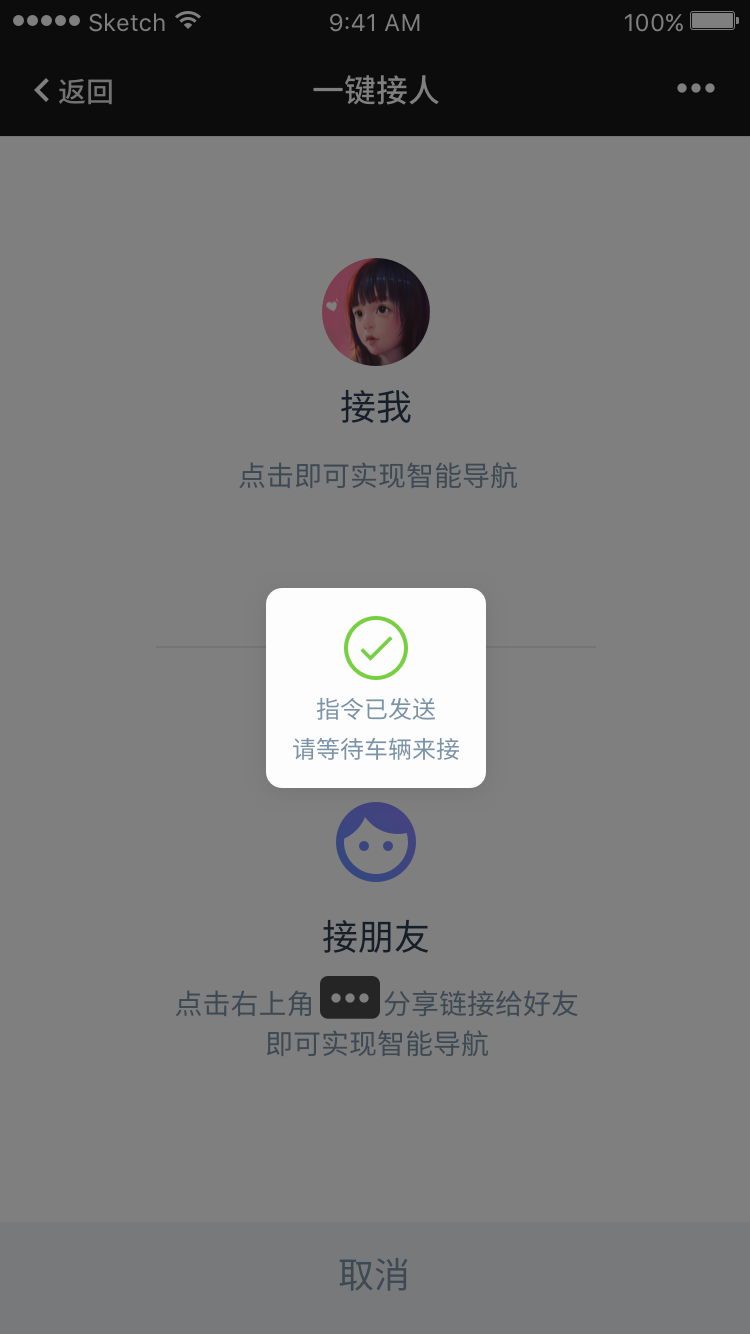 Sketch 9:41 AM 100%
返回 一键接人
接我
点击即可实现智能导航
指令已发送
请等待车辆来接
接朋友
点击右上角 ••• 分享链接给好友
即可实现智能导航
取消